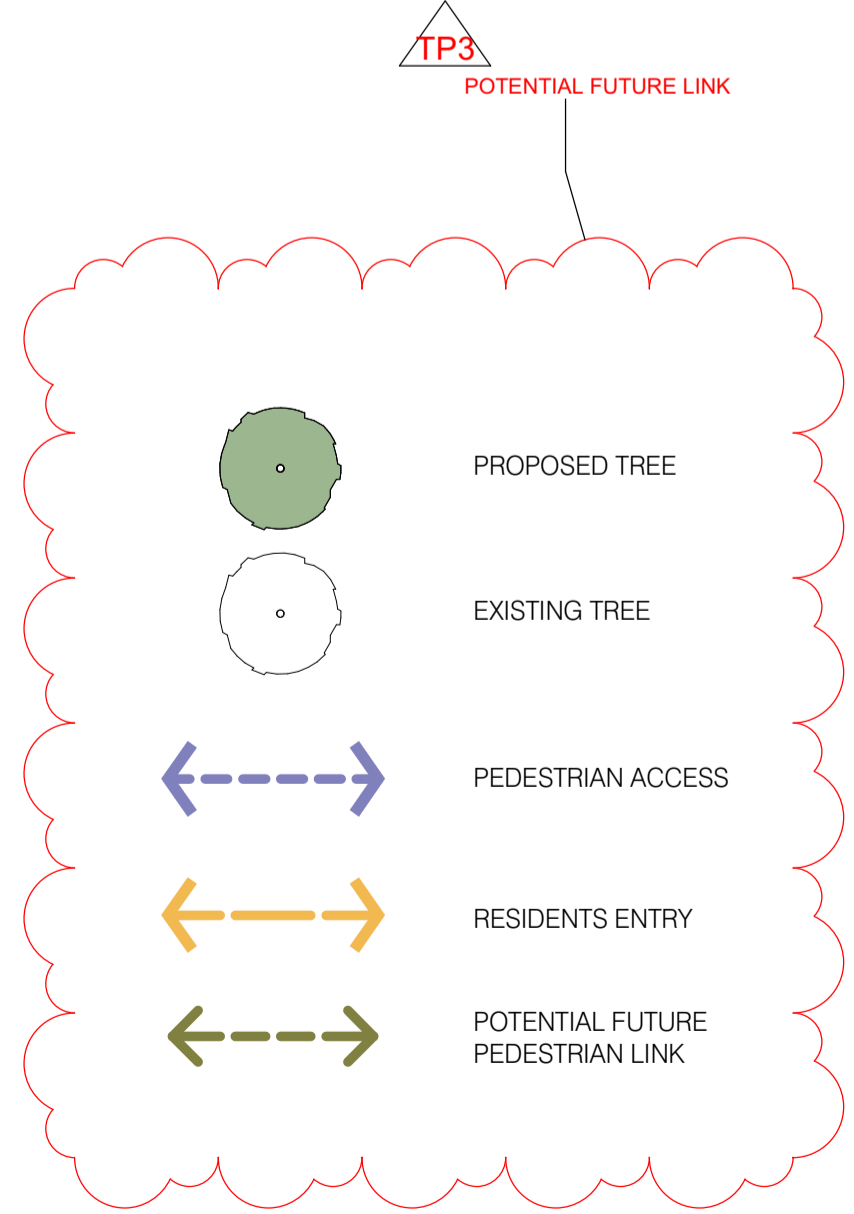 TP3
POTENTIAL FUTURE LINK
PROPOSED TREE
EXISTING TREE
PEDESTRIAN ACCESS
RESIDENTS ENTRY
POTENTIAL FUTURE
PEDESTRIAN LINK